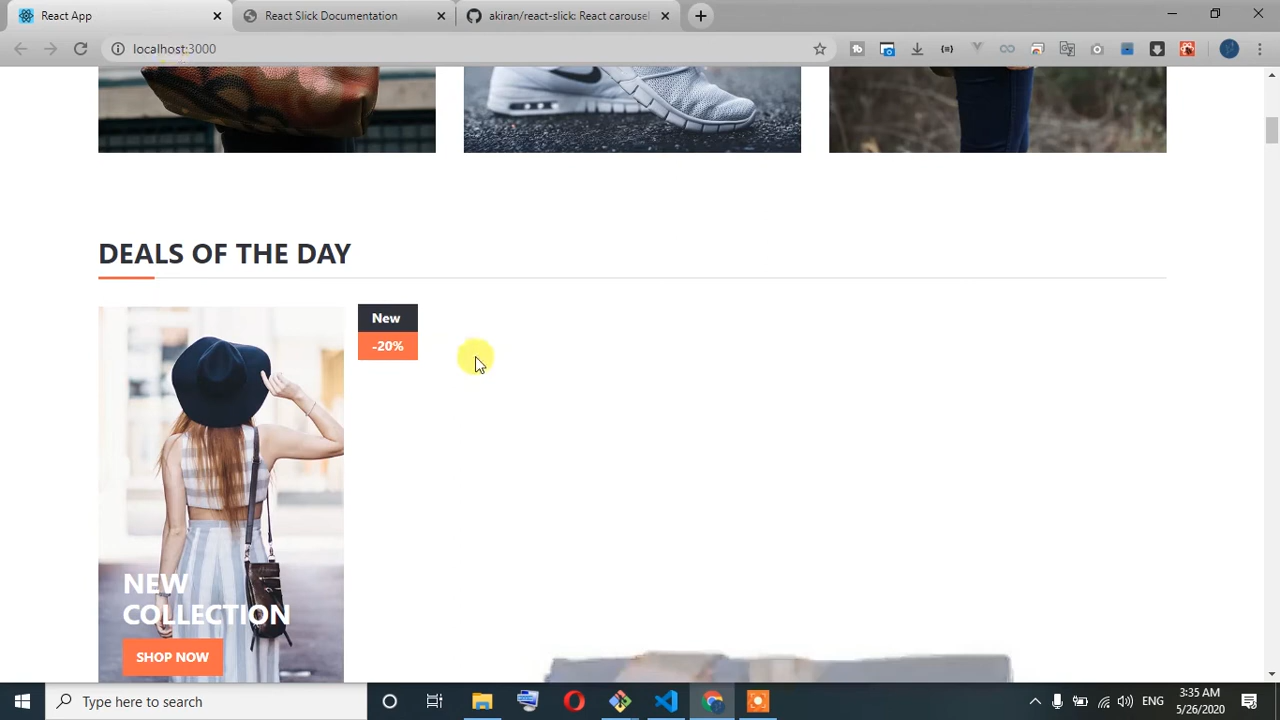 React App
React Slick Documentation
akiran/react-slick: React carousel
localhost:3000
DEALS OF THE DAY
New
-20%
NEW
COLLECTION
SHOP NOW
Type here to search
ENG
3:35 AM
5/26/2020